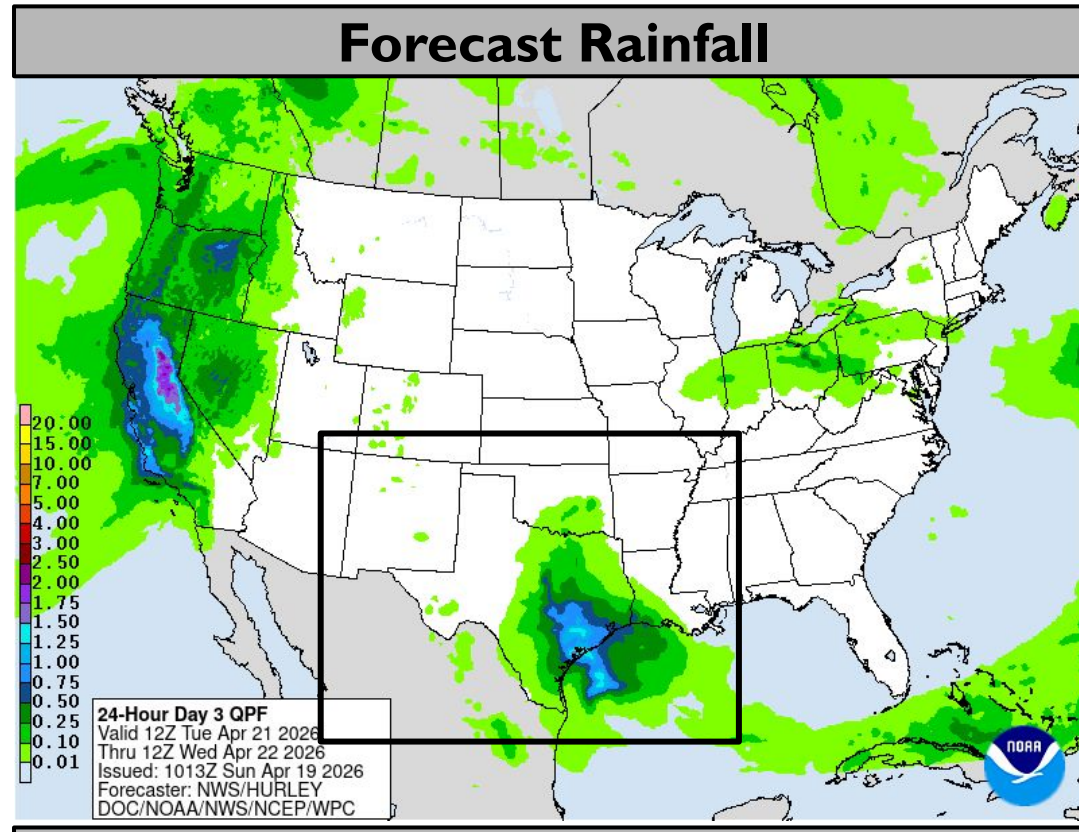 Forecast Rainfall
20.00
15.00
10.00
7.00
5.00
4.00
3.00
2.50
2.00
1.75
1.50
1.25
1.00
0.75
0.50
0.25
0.10
0.01
24-Hour Day 3 QPF
Valid 12Z Tue Apr 21 2026
Thru 12Z Wed Apr 22 2026
Issued: 1013Z Sun Apr 19 2026
Forecaster: NWS/HURLEY
DOC/NOAA/NWS/NCEP/WPC
NOAA